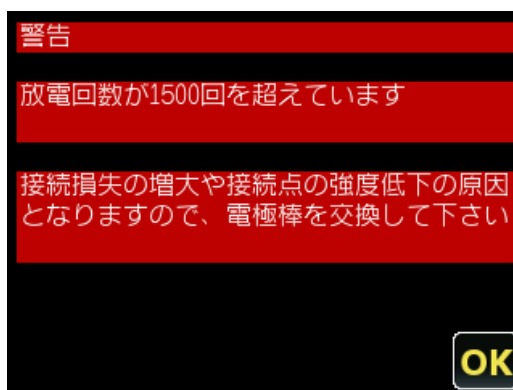 警告
放電回数が1500回を超えています
接続損失の増大や接続点の強度低下の原因
となりますので、電極棒を交換して下さい
OK